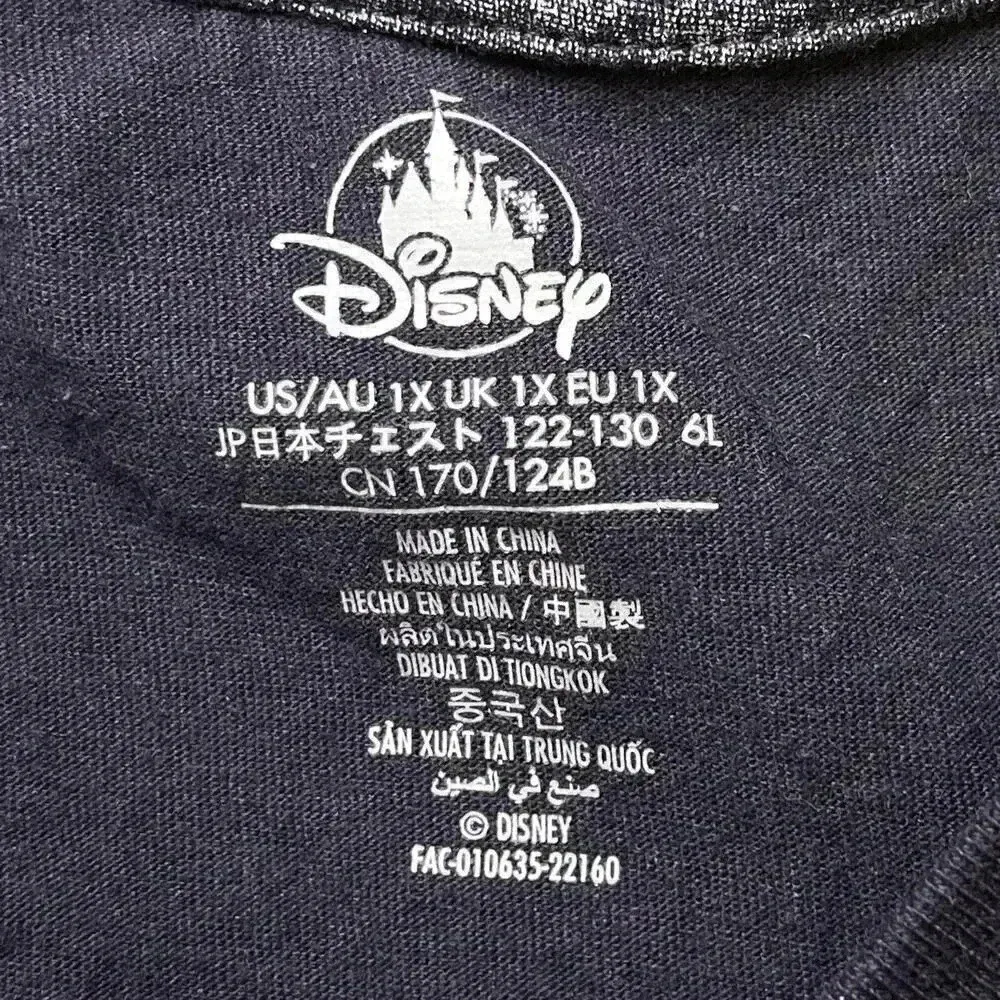 Disney
US/AU 1X UK 1X EU 1X
JP日本チェスト 122-130 6L
CN 170/124B
MADE IN CHINA
FABRIQUÉ EN CHINE
HECHO EN CHINA / 中國製
ผลิตในประเทศจีน
DIBUAT DI TIONGKOK
중국산
SẢN XUẤT TẠI TRUNG QUỐC
صنع في الصين
© DISNEY
FAC-010635-22160